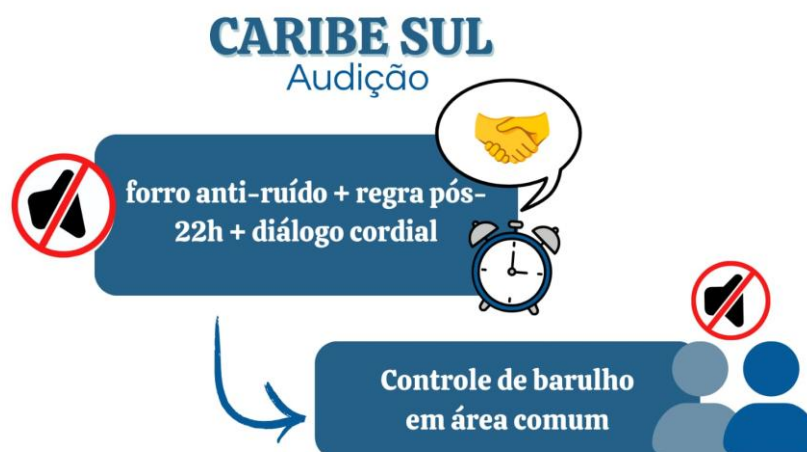 CARIBE SUL
Audição
forro anti-ruído + regra pós-
22h + diálogo cordial
Controle de barulho
em área comum